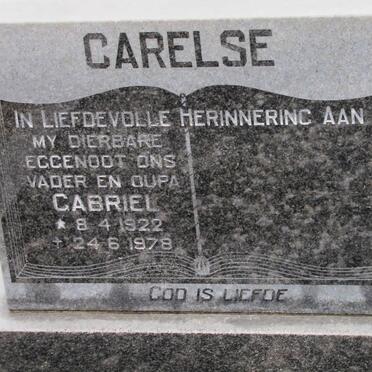 CARELSE
IN LIEFDEVOLLE HERINNERING AAN
MY DIERBARE
EGGENOOT ONS
VADER EN OUPA
GABRIEL
* 8·4·1922
+ 24·6·1978
GOD IS LIEFDE